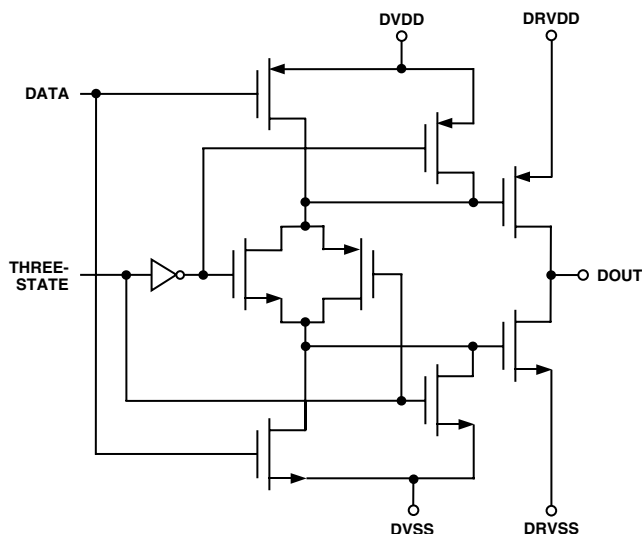 DVDD
DRVDD
DATA
THREE-
STATE
DOUT
DVSS
DRVSS